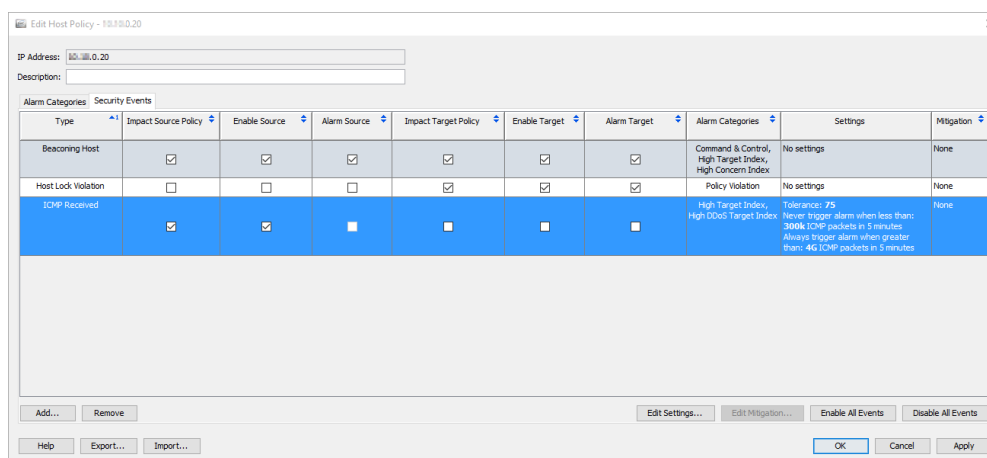 Edit Host Policy - 10.10.0.20
IP Address: .0.20
Description:
Alarm Categories Security Events
Type 1 Impact Source Policy Enable Source Alarm Source Impact Target Policy Enable Target Alarm Target Alarm Categories Settings Mitigation
Beaconing Host Command & Control, No settings None
High Target Index,
High Concern Index
Host Lock Violation Policy Violation No settings None
ICMP Received High Target Index, Tolerance: 75 None
High DDoS Target Index Never trigger alarm when less than:
300k ICMP packets in 5 minutes
Always trigger alarm when greater
than: 4G ICMP packets in 5 minutes
Add... Remove Edit Settings... Edit Mitigation... Enable All Events Disable All Events
Help Export... Import... OK Cancel Apply